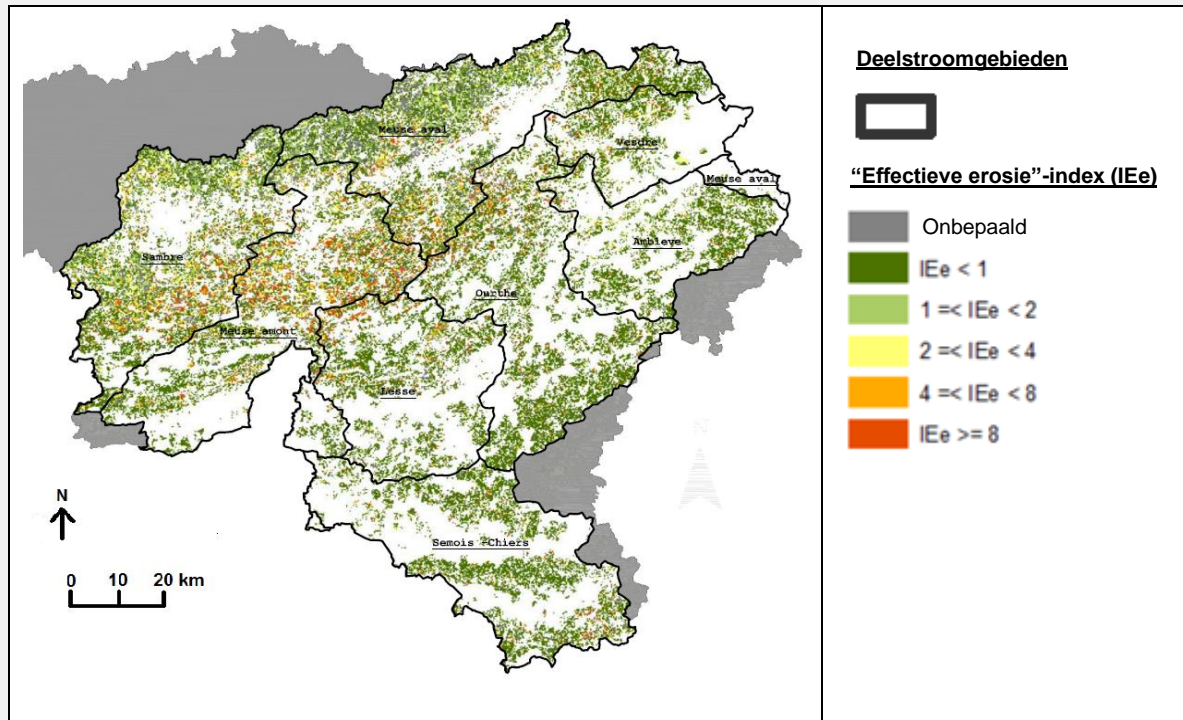 Meuse aval
Vesdre
Meuse aval
Amblève
Sambre
Ourthe
Meuse amont
Lesse
Semois -Chiers
N
N
0 10 20 km
Deelstroomgebieden
“Effectieve erosie”-index (IEe)
Onbepaald
IEe < 1
1 =< IEe < 2
2 =< IEe < 4
4 =< IEe < 8
IEe >= 8